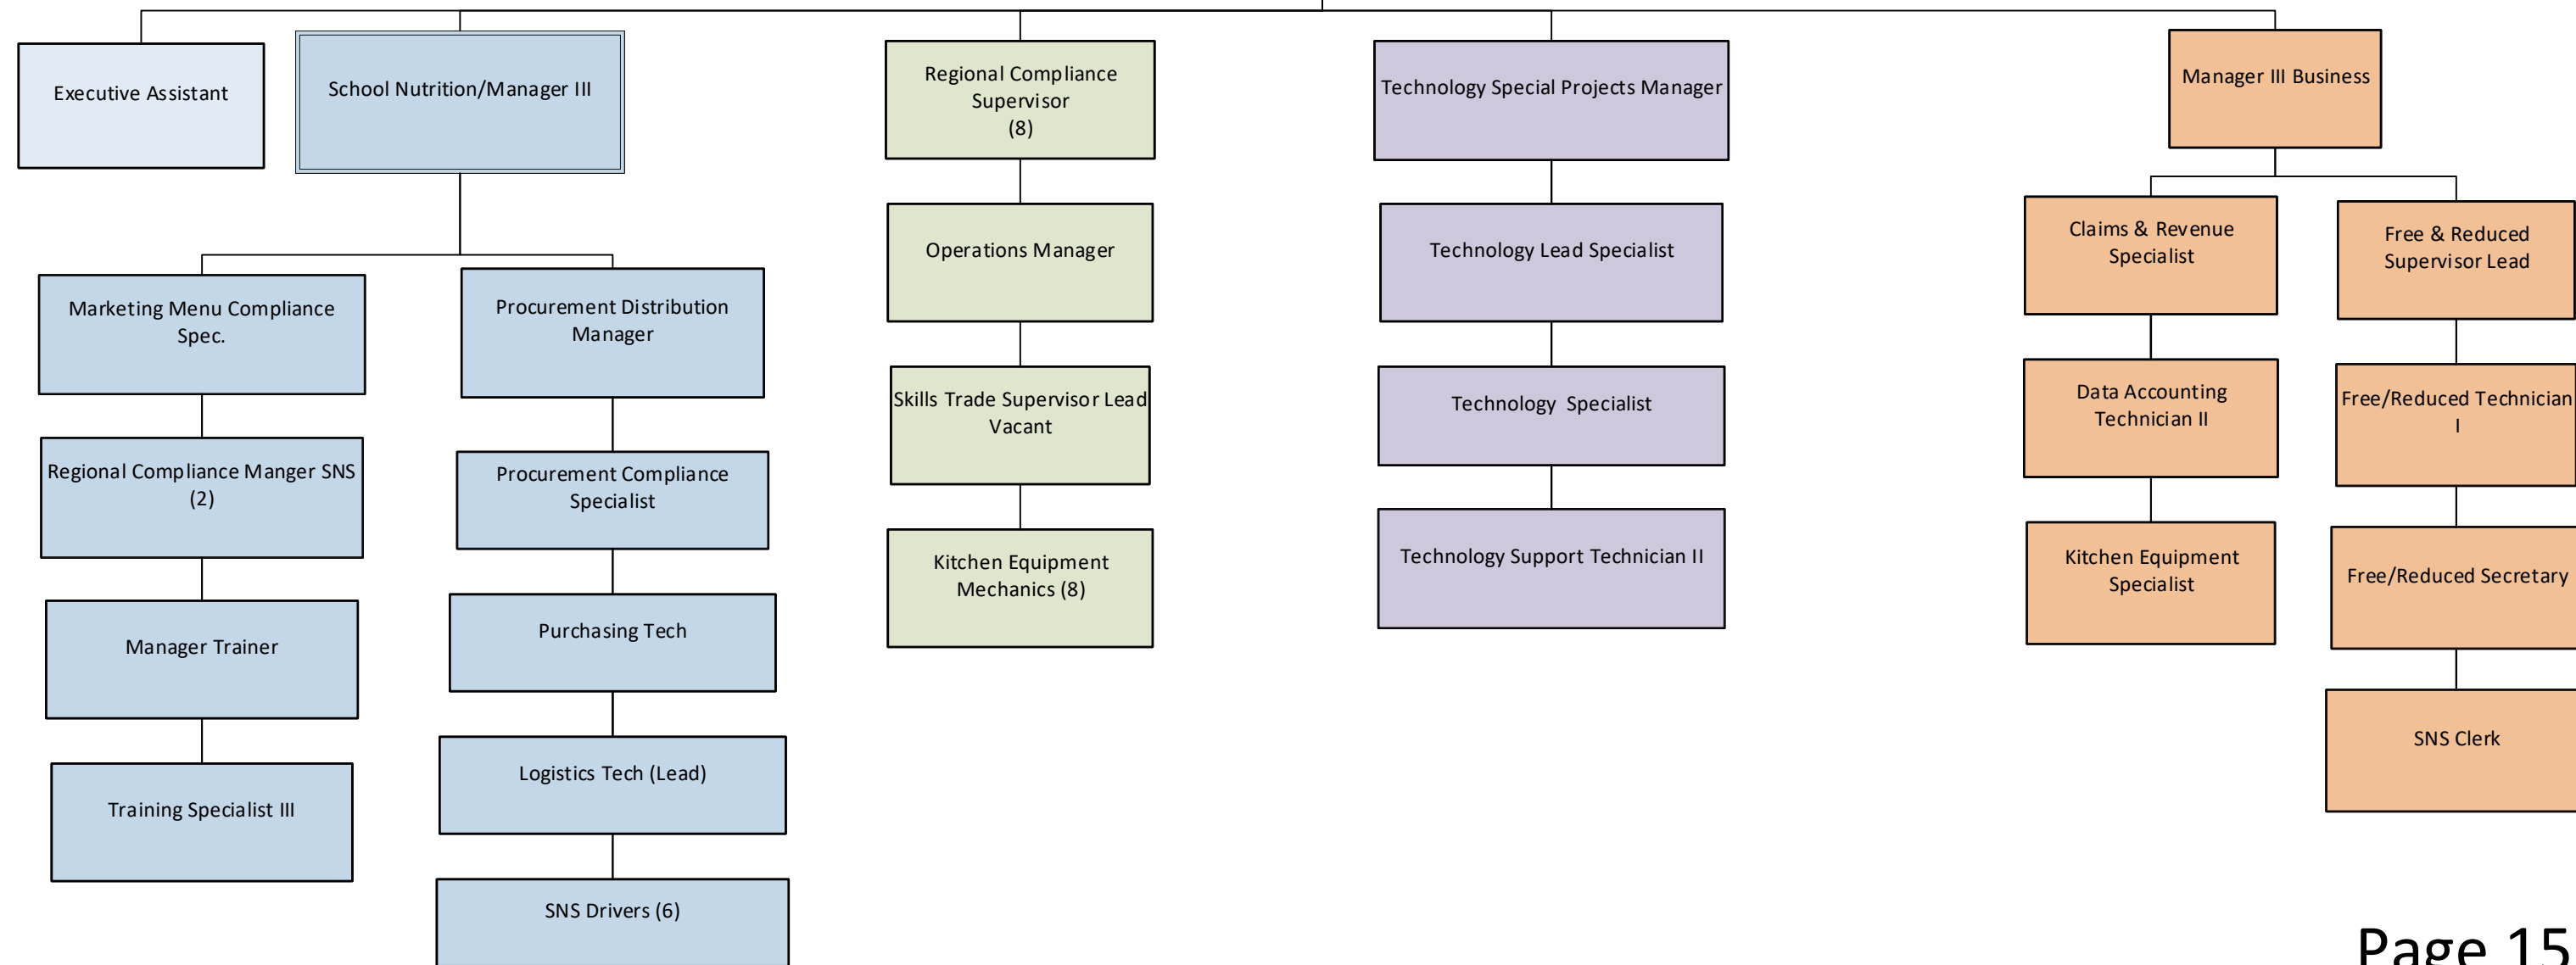 Executive Assistant
School Nutrition/Manager III
Regional Compliance
Supervisor
(8)
Technology Special Projects Manager
Manager III Business
Marketing Menu Compliance
Spec.
Regional Compliance Manger SNS
(2)
Manager Trainer
Training Specialist III
Procurement Distribution
Manager
Procurement Compliance
Specialist
Purchasing Tech
Logistics Tech (Lead)
SNS Drivers (6)
Operations Manager
Skills Trade Supervisor Lead
Vacant
Kitchen Equipment
Mechanics (8)
Technology Lead Specialist
Technology  Specialist
Technology Support Technician II
Claims & Revenue
Specialist
Data Accounting
Technician II
Kitchen Equipment
Specialist
Free & Reduced
Supervisor Lead
Free/Reduced Technician
I
Free/Reduced Secretary
SNS Clerk
Page 15